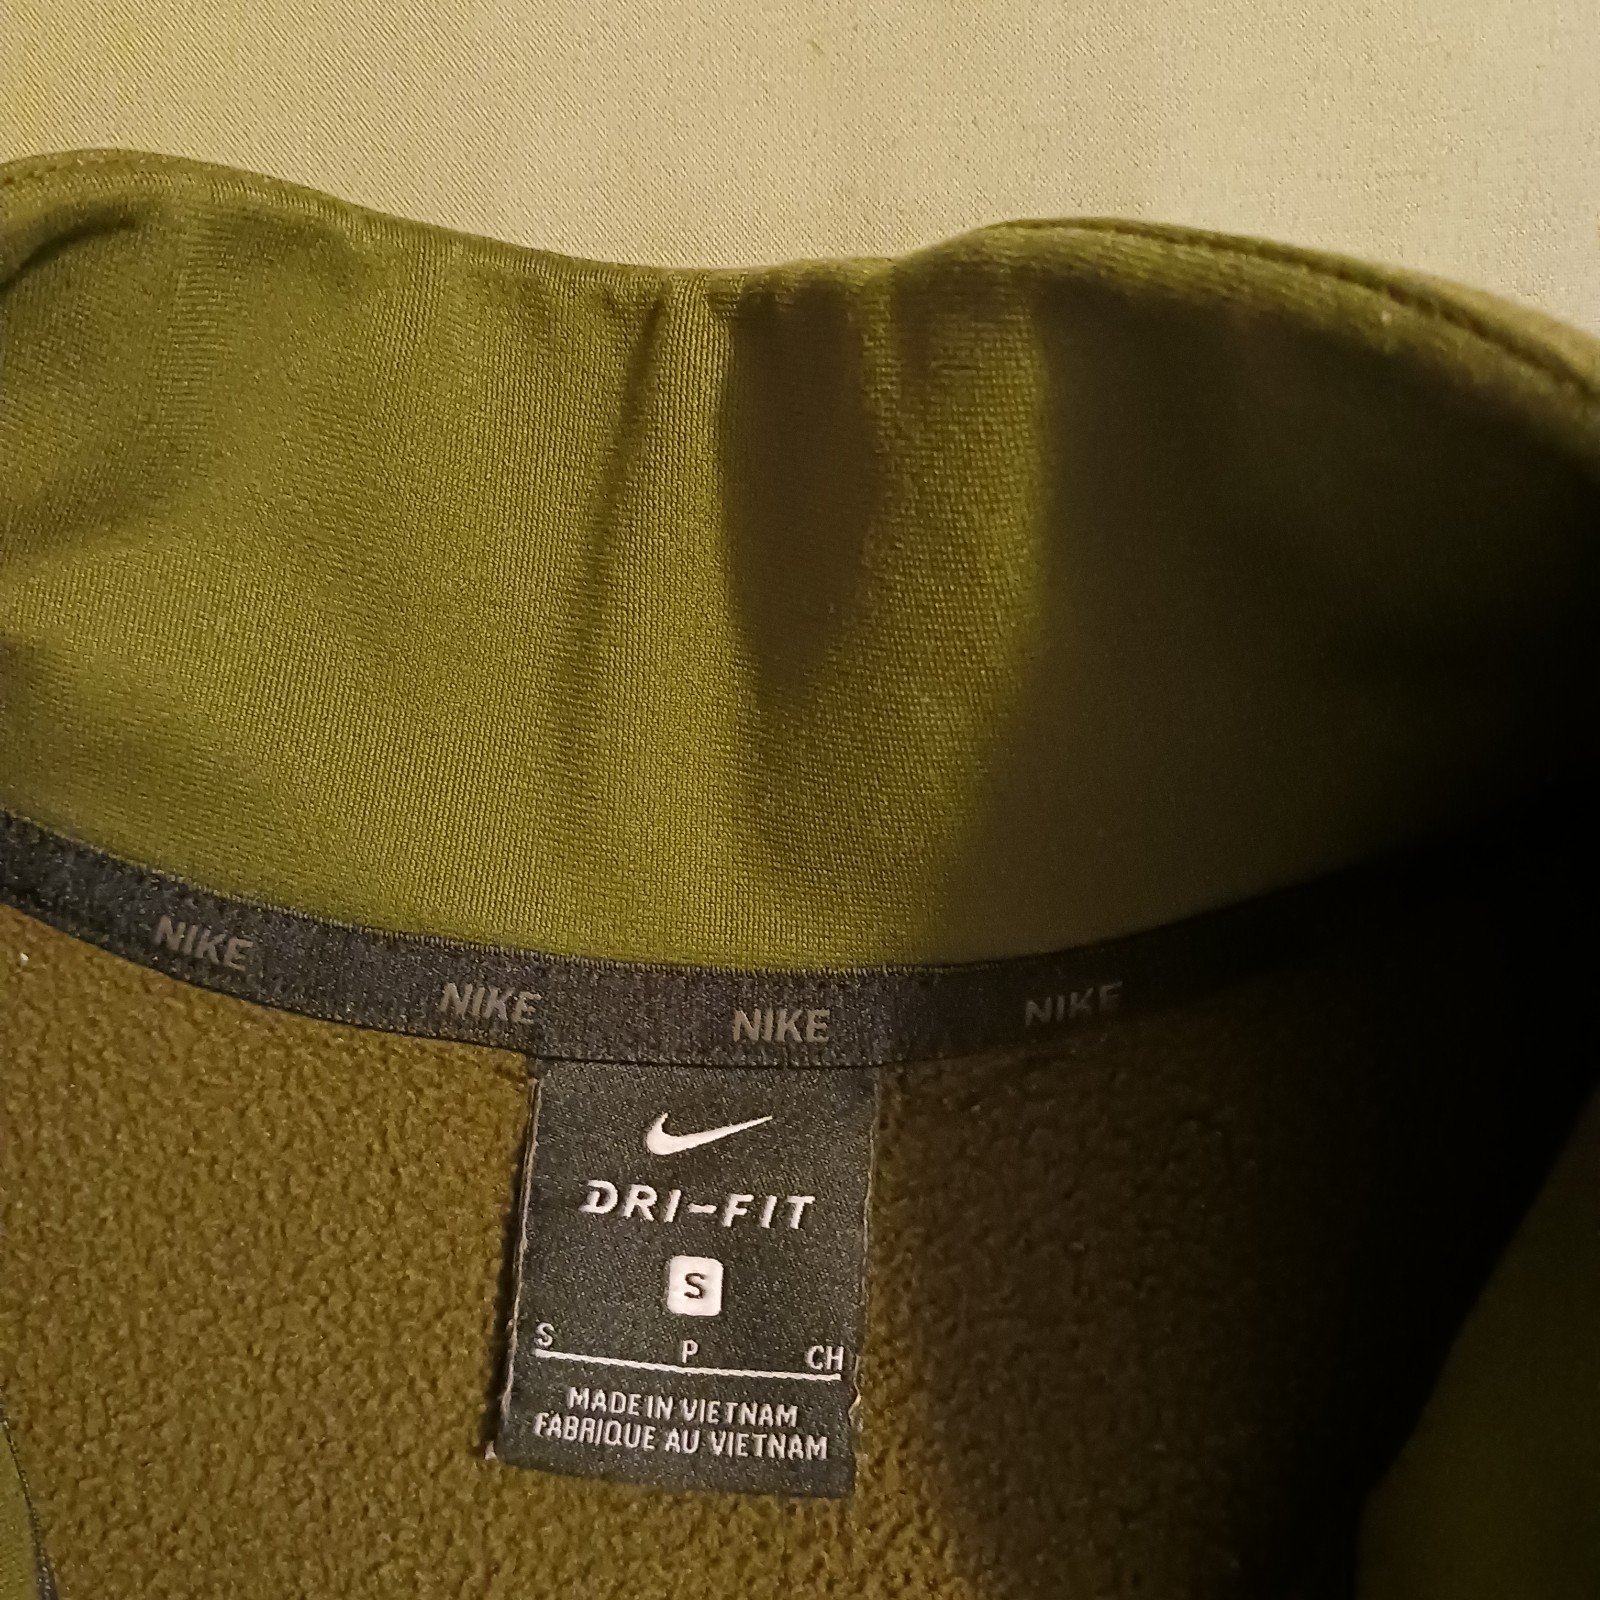 NIKE NIKE NIKE NIKE
DRI-FIT
S
S P CH
MADE IN VIETNAM
FABRIQUE AU VIETNAM